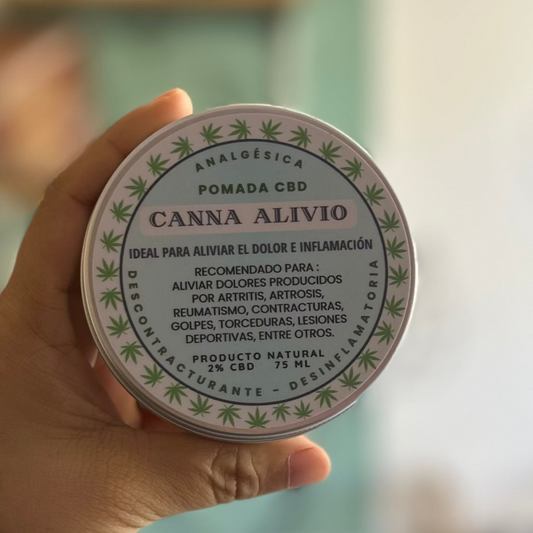 ANALGÉSICA
POMADA CBD
CANNA ALIVIO
IDEAL PARA ALIVIAR EL DOLOR E INFLAMACIÓN
RECOMENDADO PARA :
ALIVIAR DOLORES PRODUCIDOS
POR ARTRITIS, ARTROSIS,
REUMATISMO, CONTRACTURAS,
GOLPES, TORCEDURAS, LESIONES
DEPORTIVAS, ENTRE OTROS.
PRODUCTO NATURAL
2% CBD 75 ML
DESCONTRACTURANTE - DESINFLAMATORIA